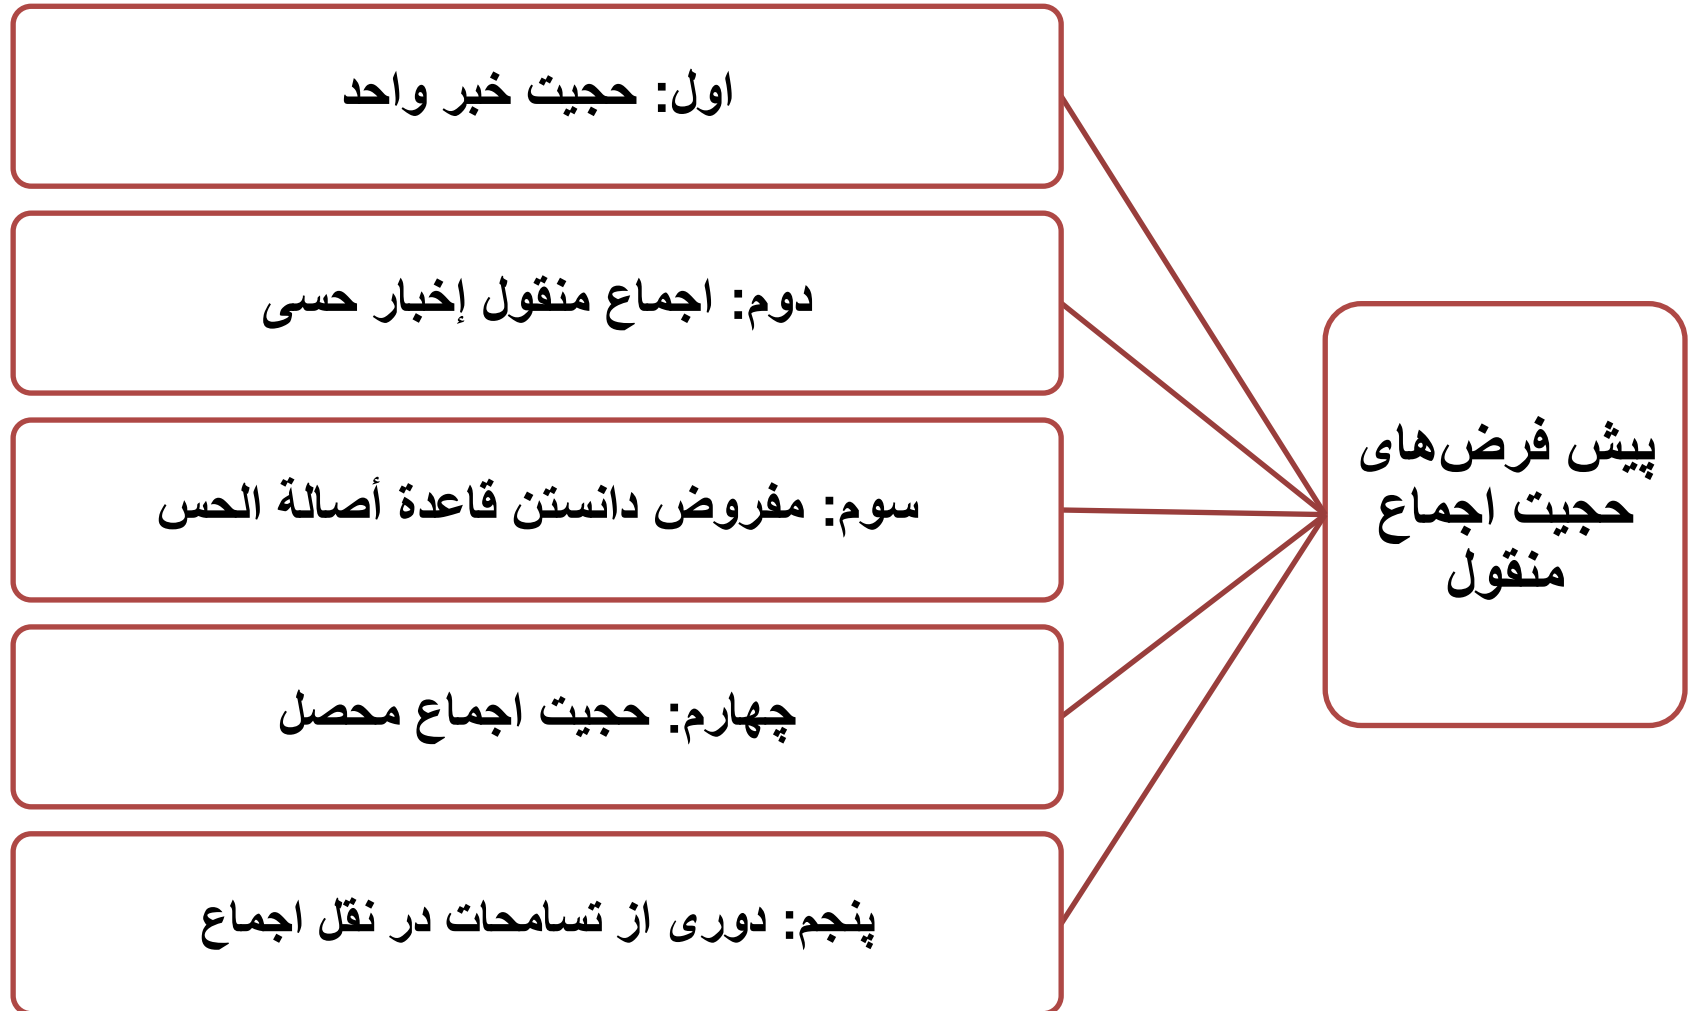 پیش فرض‌های
حجیت اجماع
منقول
اول: حجیت خبر واحد
دوم: اجماع منقول إخبار حسی
سوم: مفروض دانستن قاعدة أصالة الحس
چهارم: حجیت اجماع محصل
پنجم: دوری از تسامحات در نقل اجماع